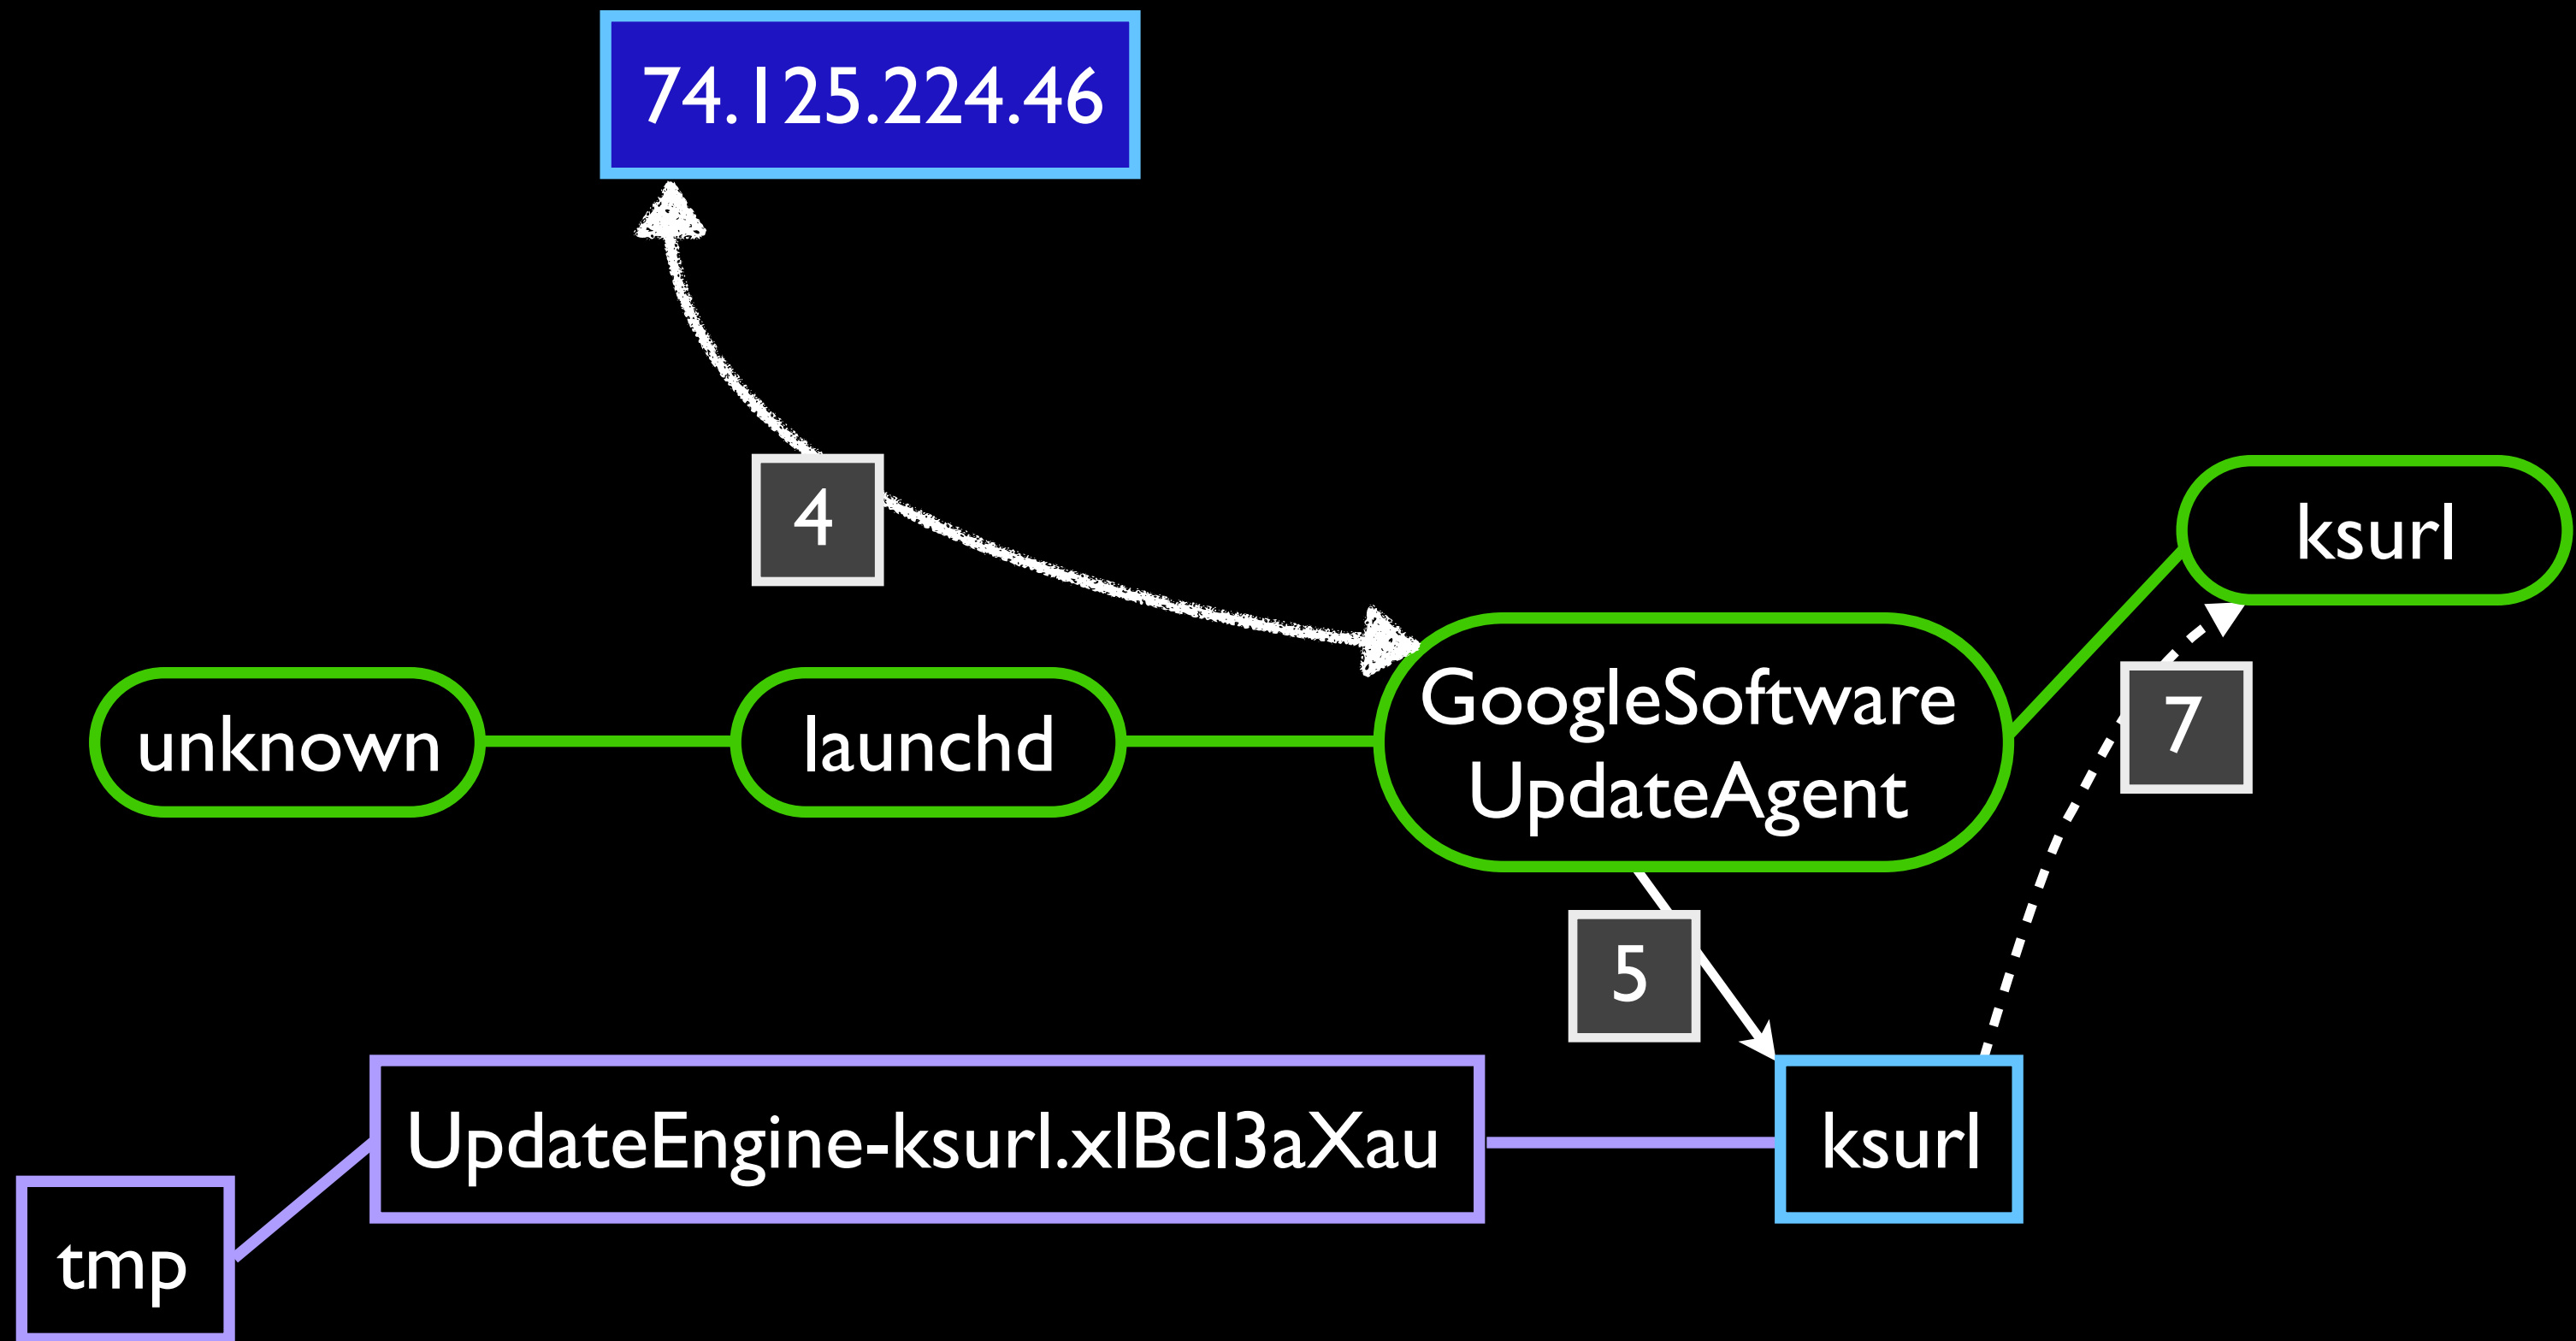 74.125.224.46
4
ksurl
unknown
launchd
GoogleSoftware
UpdateAgent
7
5
UpdateEngine-ksurl.xlBcl3aXau
ksurl
tmp